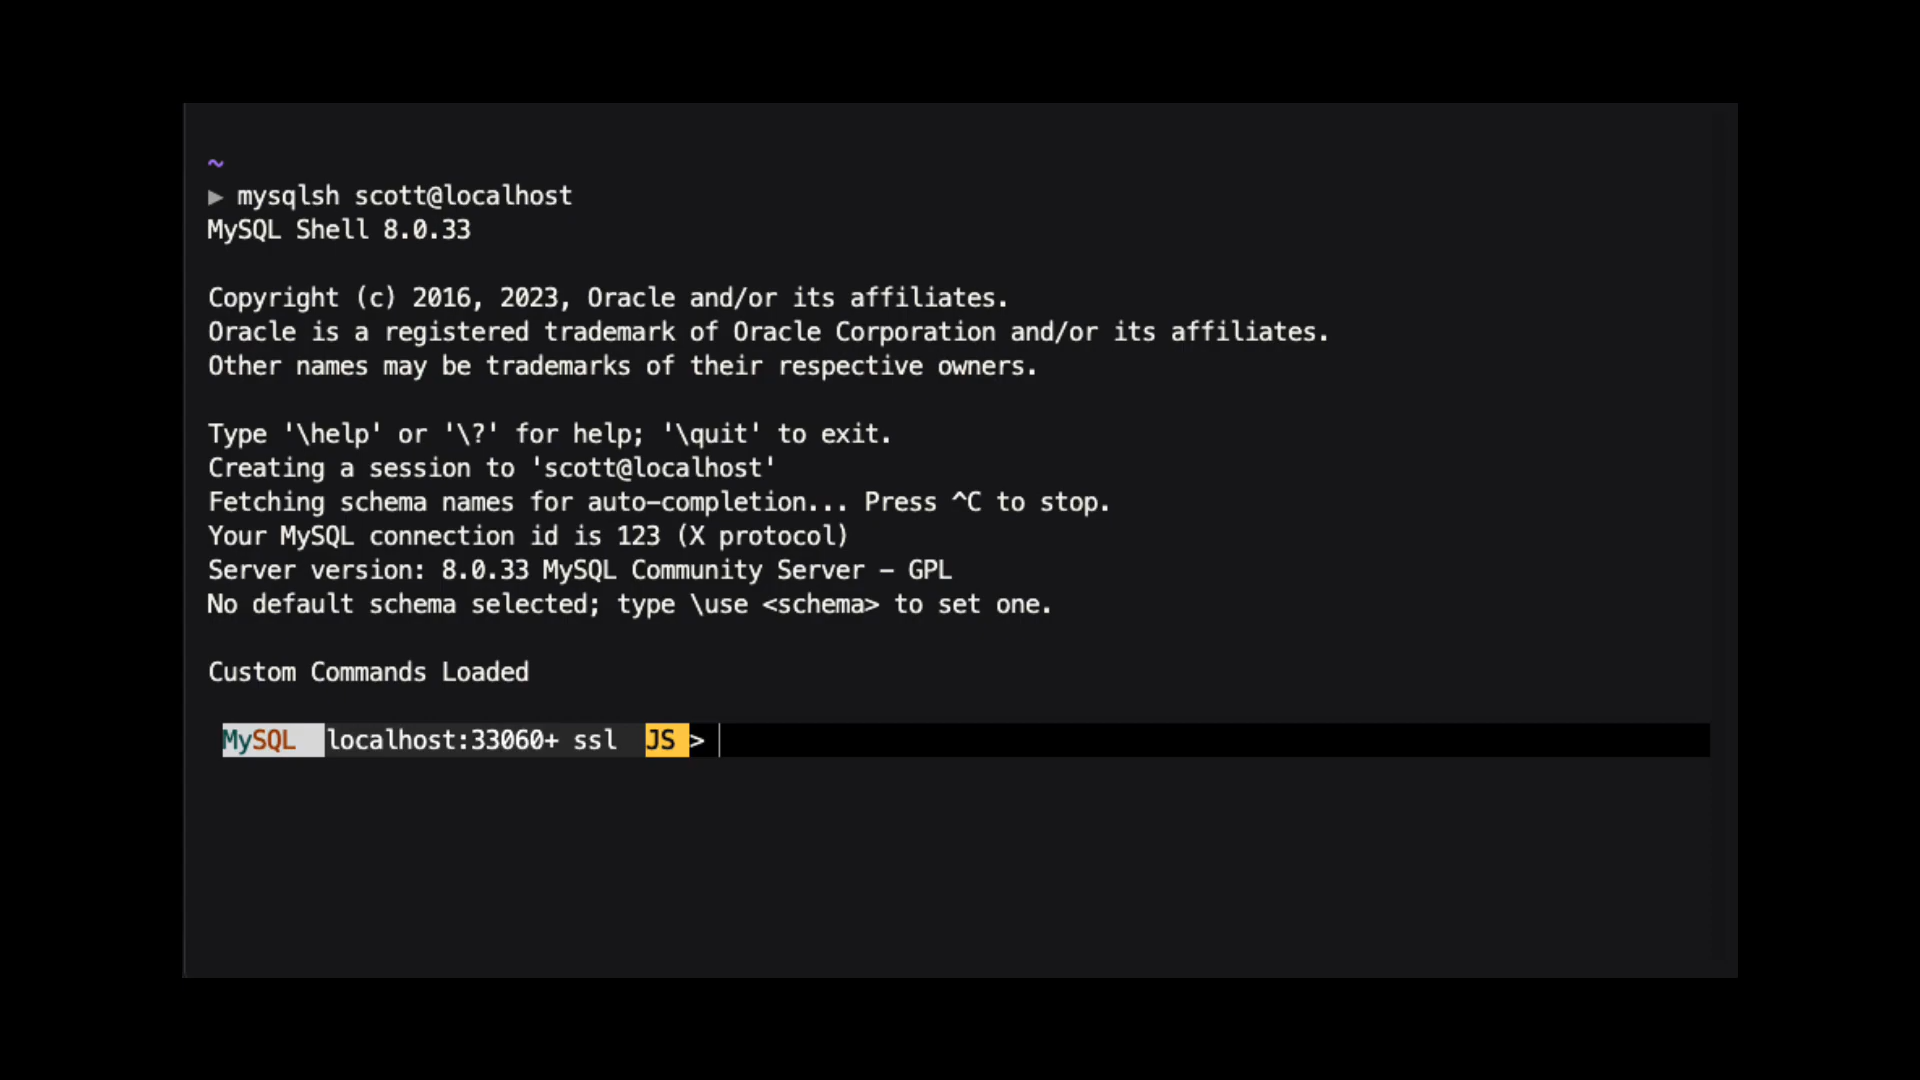 ~
▶ mysqlsh scott@localhost
MySQL Shell 8.0.33
Copyright (c) 2016, 2023, Oracle and/or its affiliates.
Oracle is a registered trademark of Oracle Corporation and/or its affiliates.
Other names may be trademarks of their respective owners.
Type '\help' or '\?' for help; '\quit' to exit.
Creating a session to 'scott@localhost'
Fetching schema names for auto-completion... Press ^C to stop.
Your MySQL connection id is 123 (X protocol)
Server version: 8.0.33 MySQL Community Server - GPL
No default schema selected; type \use <schema> to set one.
Custom Commands Loaded
MySQL localhost:33060+ ssl JS >